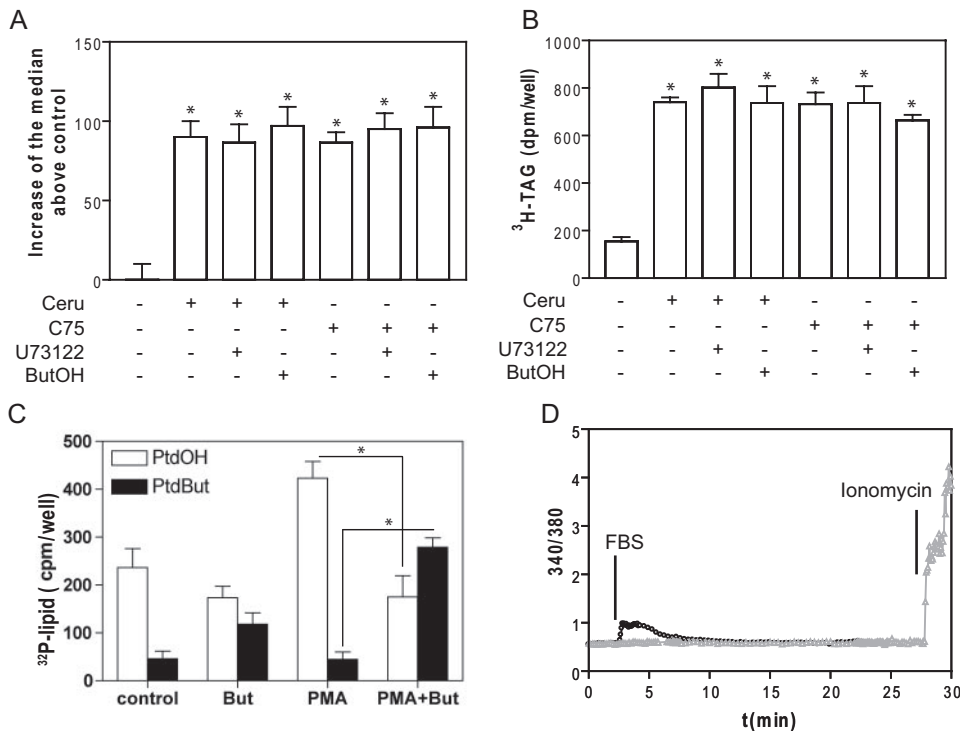 A
Increase of the median
above control
150
100
50
0
* * * * * *
Ceru - + + + - - -
C75 - - - - + + +
U73122 - - + - - + -
ButOH - - - + - - +
B
³H-TAG (dpm/well)
1000
800
600
400
200
0
* * * * * *
Ceru - + + + - - -
C75 - - - - + + +
U73122 - - + - - + -
ButOH - - - + - - +
C
³²P-lipid ( cpm/well)
500
400
300
200
100
0
PtdOH
PtdBut
*
*
control But PMA PMA+But
D
340/380
5
4
3
2
1
0
FBS
Ionomycin
0 5 10 15 20 25 30
t(min)